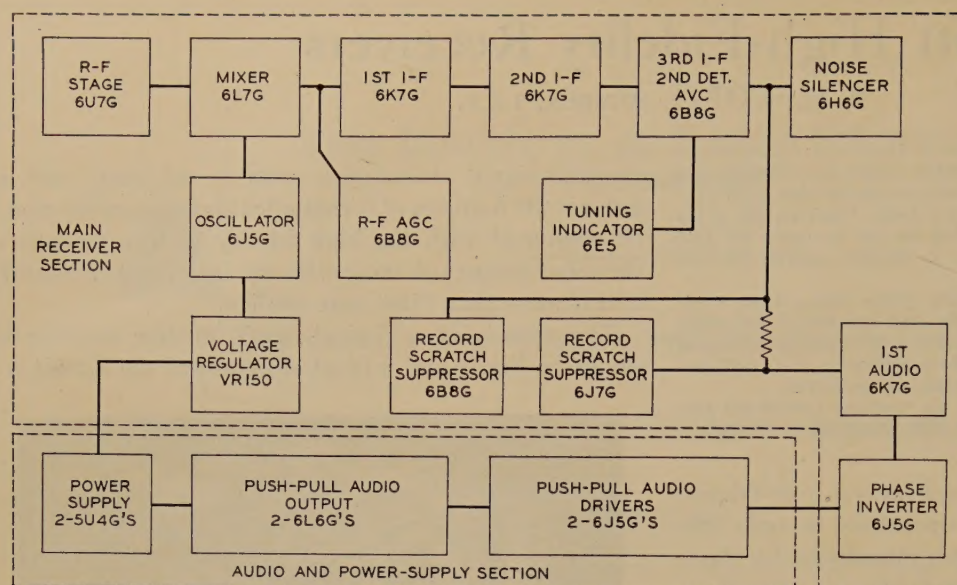 R-F
STAGE
6U7G
MIXER
6L7G
1ST I-F
6K7G
2ND I-F
6K7G
3RD I-F
2ND DET.
AVC
6B8G
NOISE
SILENCER
6H6G
MAIN
RECEIVER
SECTION
OSCILLATOR
6J5G
R-F AGC
6B8G
TUNING
INDICATOR
6E5
VOLTAGE
REGULATOR
VR150
RECORD
SCRATCH
SUPPRESSOR
6B8G
RECORD
SCRATCH
SUPPRESSOR
6J7G
1ST
AUDIO
6K7G
POWER
SUPPLY
2-5U4G'S
PUSH-PULL AUDIO
OUTPUT
2-6L6G'S
PUSH-PULL AUDIO
DRIVERS
2-6J5G'S
PHASE
INVERTER
6J5G
AUDIO AND POWER-SUPPLY SECTION